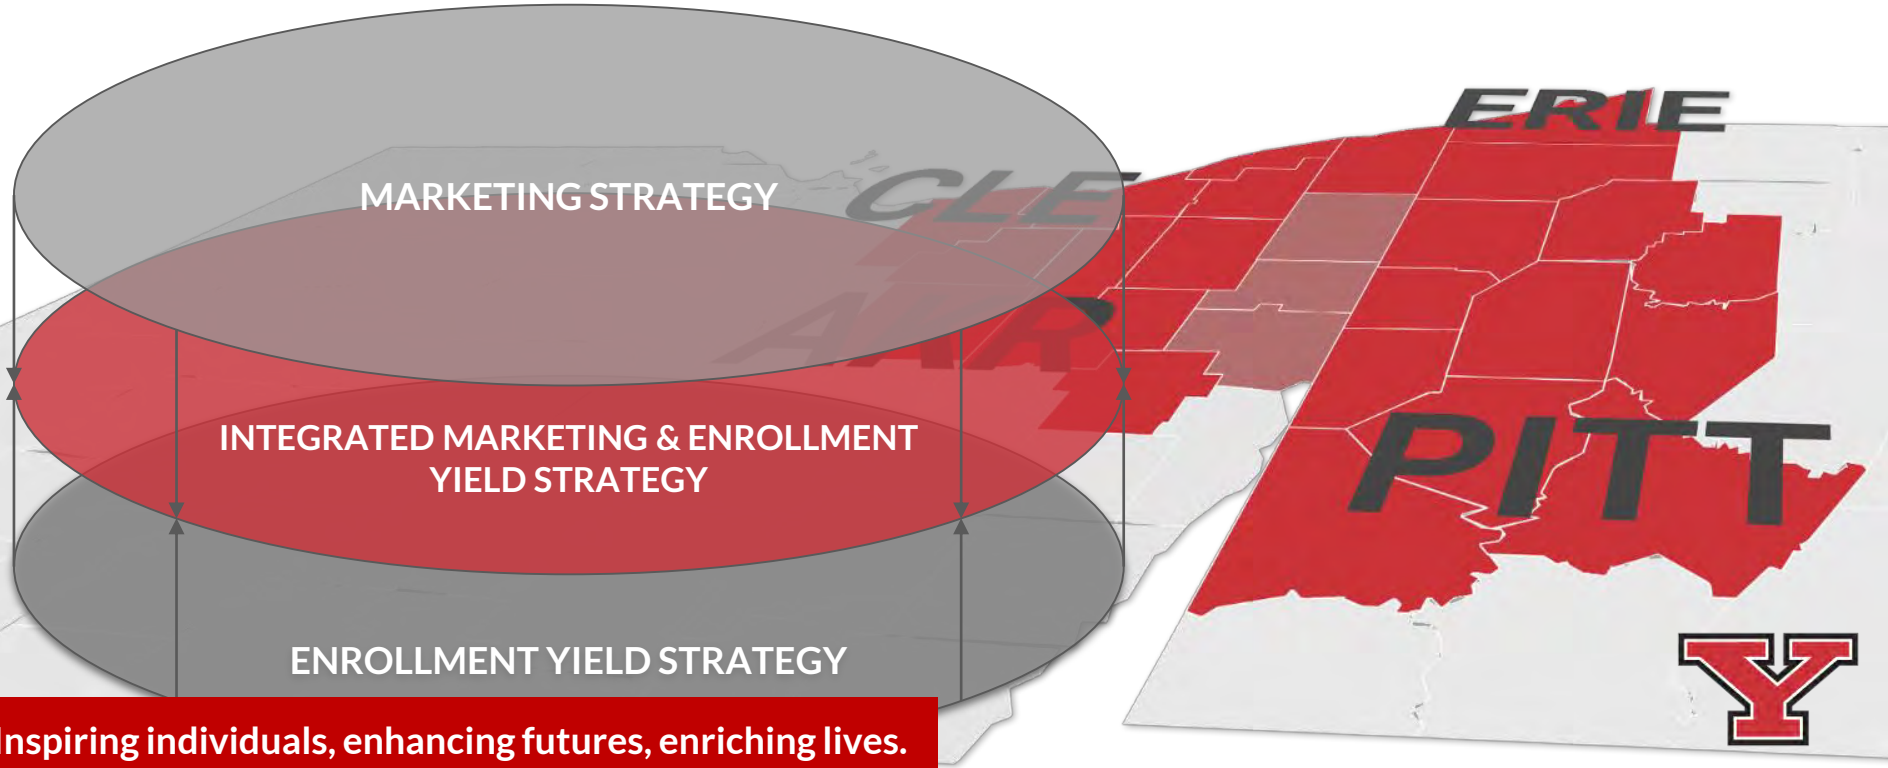 ERIE
CLE
MARKETING STRATEGY
AKR
INTEGRATED MARKETING & ENROLLMENT
YIELD STRATEGY
PITT
ENROLLMENT YIELD STRATEGY
Y
Inspiring individuals, enhancing futures, enriching lives.